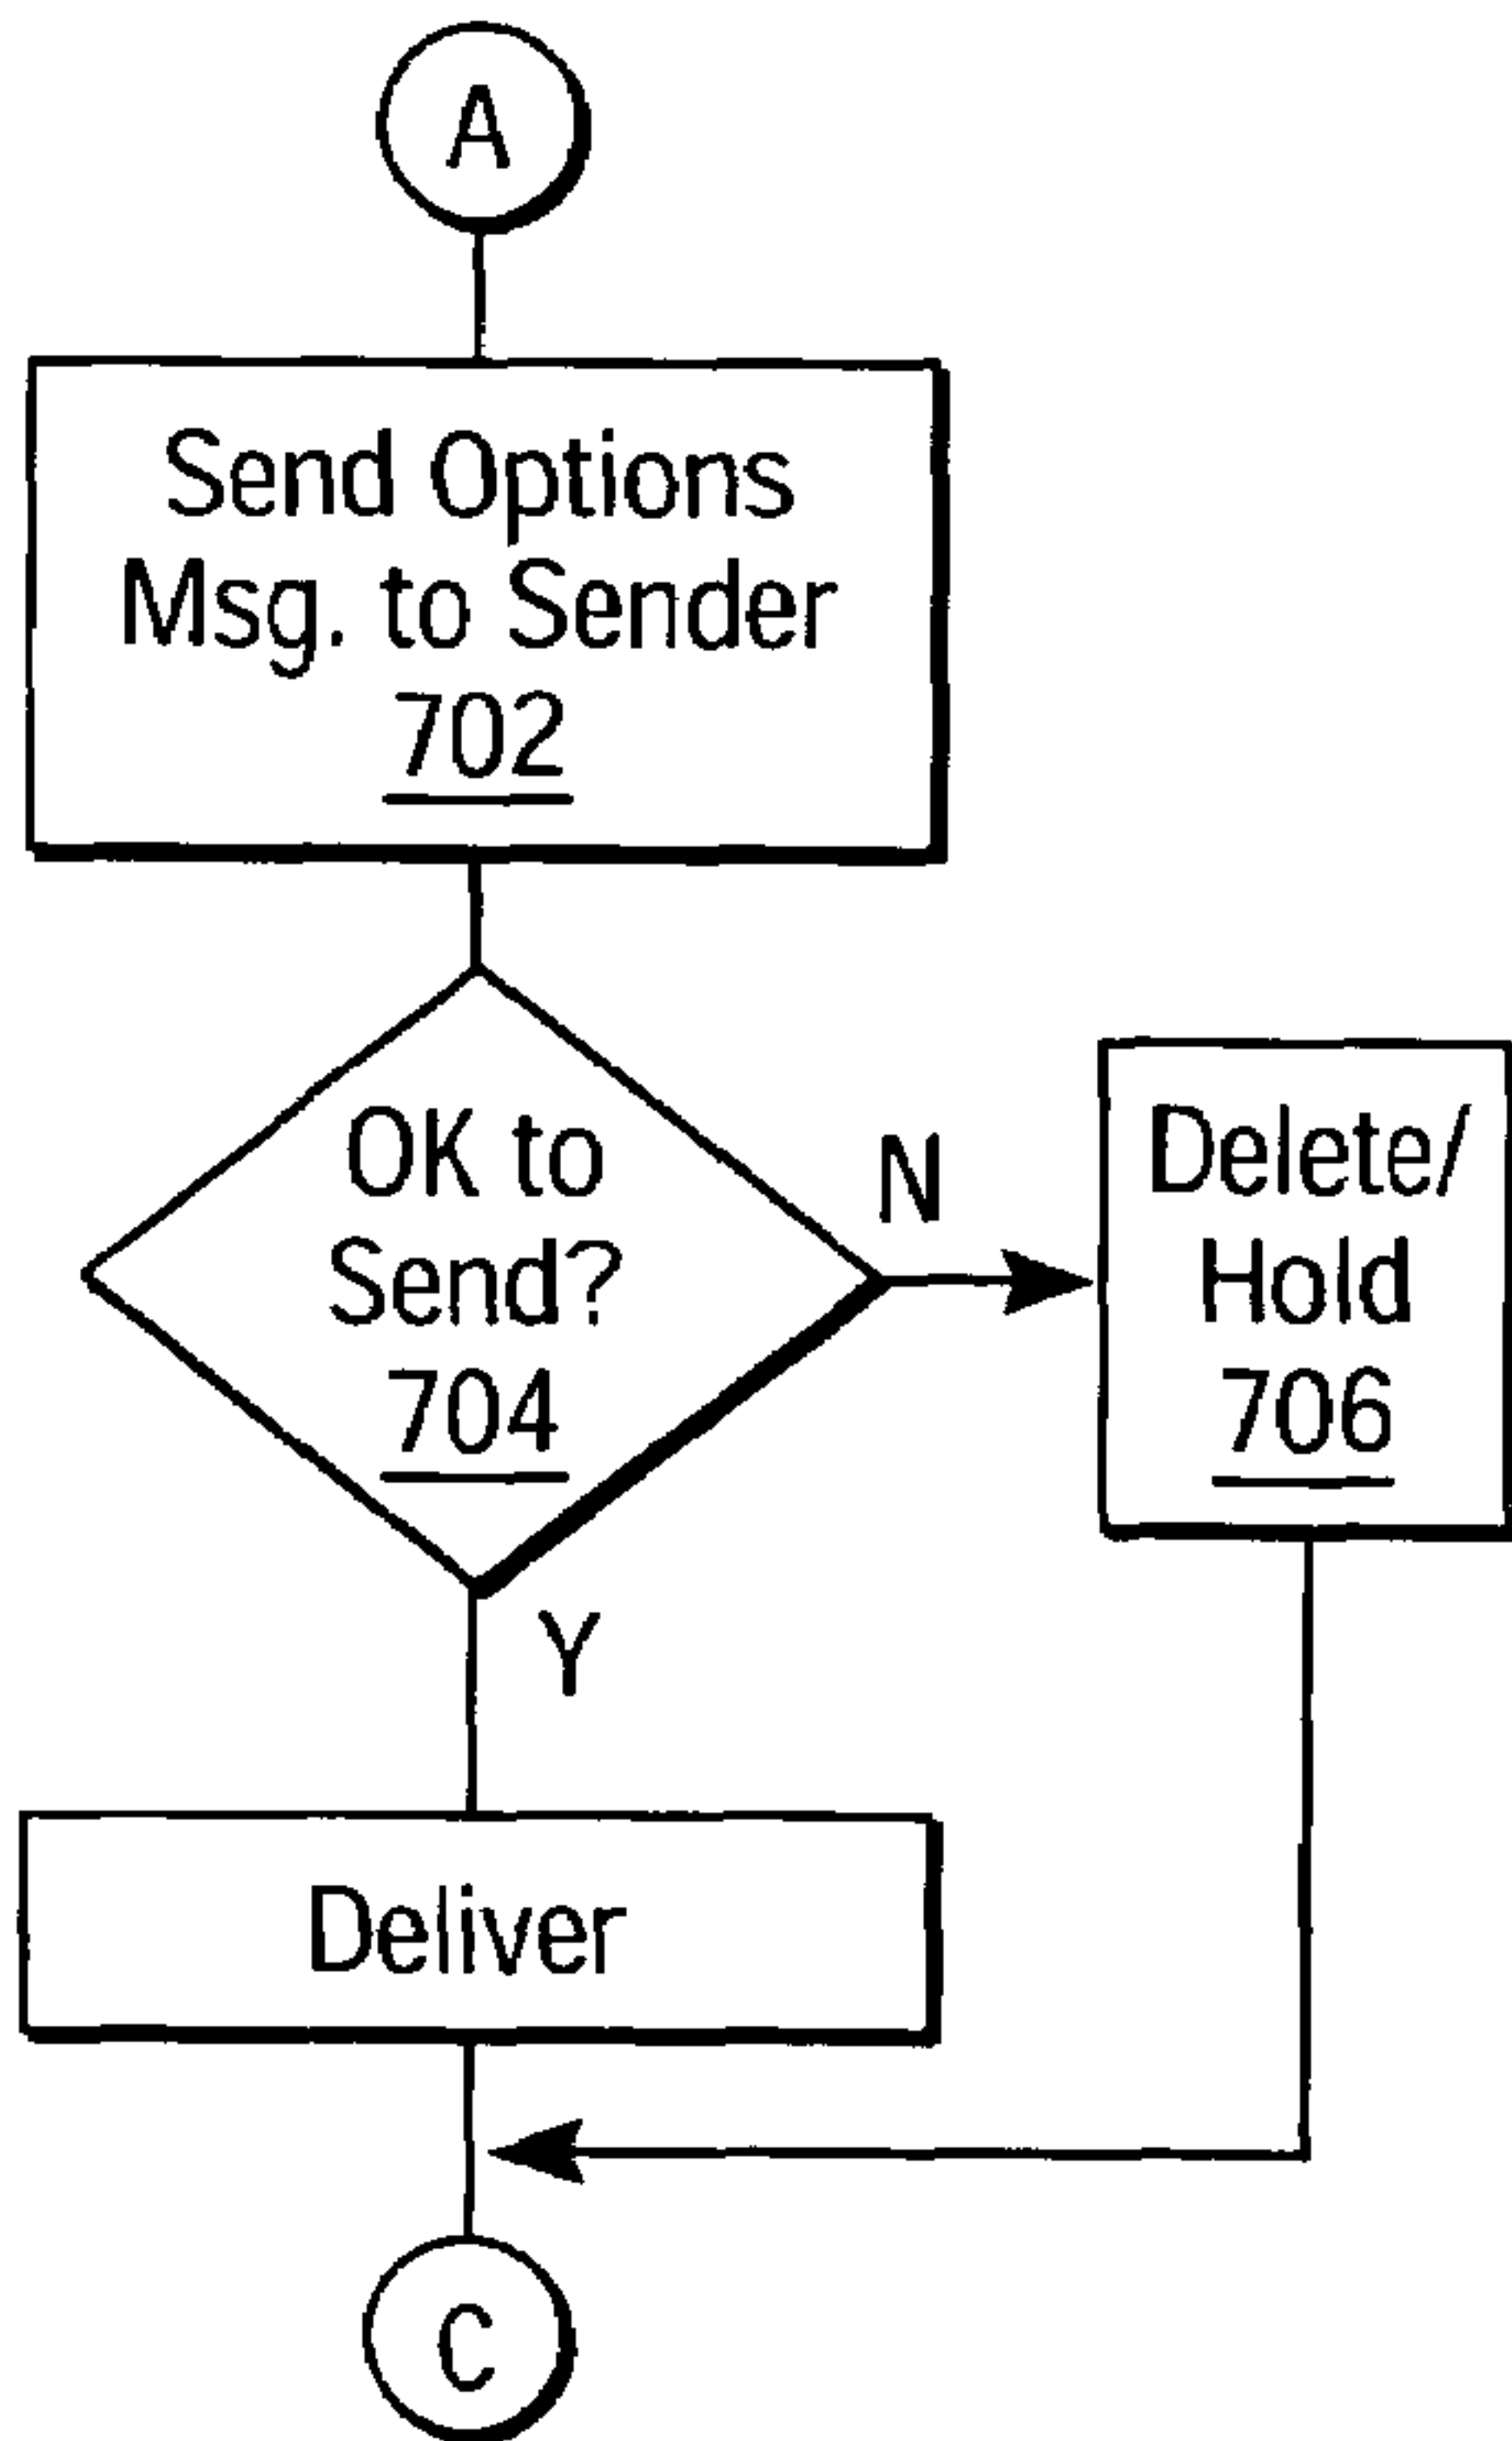 A
Send Options
Msg. to Sender
702
OK to
Send?
704
N
Delete/
Hold
706
Y
Deliver
C